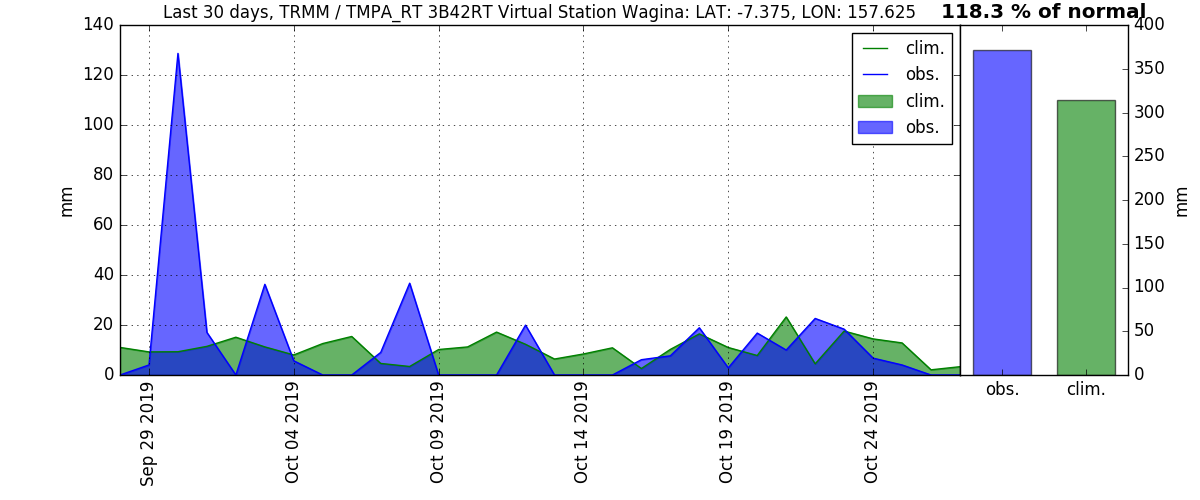 Last 30 days, TRMM / TMPA_RT 3B42RT Virtual Station Wagina: LAT: -7.375, LON: 157.625
118.3 % of normal
140
120
100
80
60
40
20
0
mm
clim.
obs.
clim.
obs.
Sep 29 2019
Oct 04 2019
Oct 09 2019
Oct 14 2019
Oct 19 2019
Oct 24 2019
400
350
300
250
200
150
100
50
0
mm
obs.
clim.